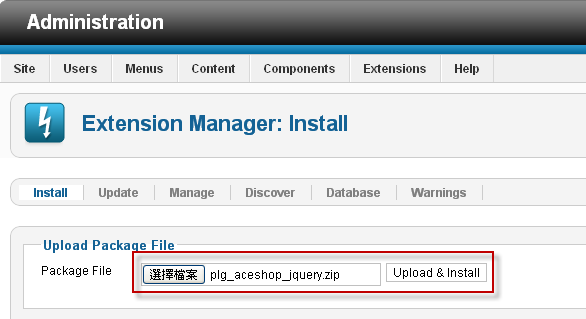 Administration
Site Users Menus Content Components Extensions Help
Extension Manager: Install
Install Update Manage Discover Database Warnings
Upload Package File
Package File 選擇檔案 plg_aceshop_jquery.zip Upload & Install